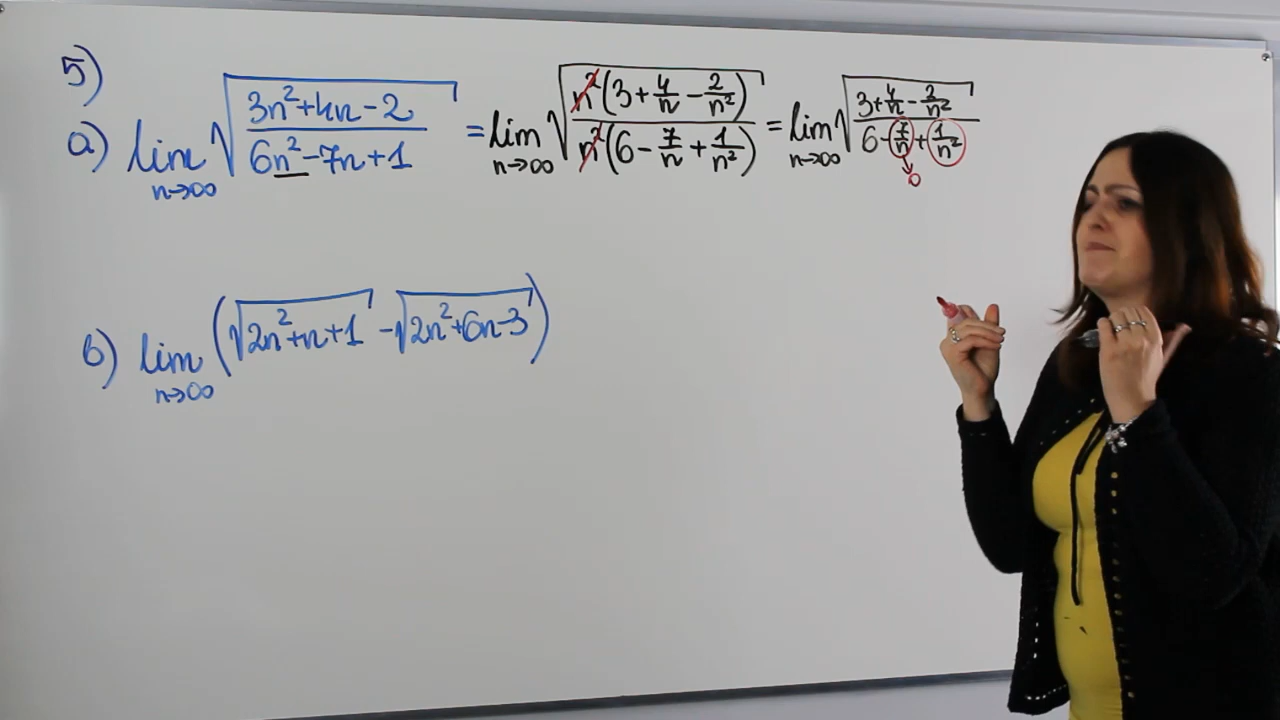 5)
a) lim n→∞ √((3n²+4n-2)/(6n²-7n+1)) = lim n→∞ √((n²(3+4/n-2/n²))/(n²(6-7/n+1/n²))) = lim n→∞ √((3+4/n-2/n²)/(6-7/n+1/n²))
0
b) lim n→∞ (√(2n²+n+1) - √(2n²+6n-3))